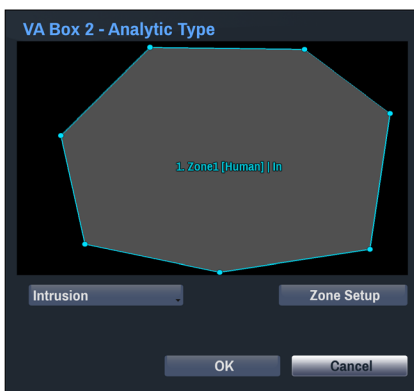 VA Box 2 - Analytic Type
1. Zone1 [Human] | In
Intrusion
Zone Setup
OK
Cancel